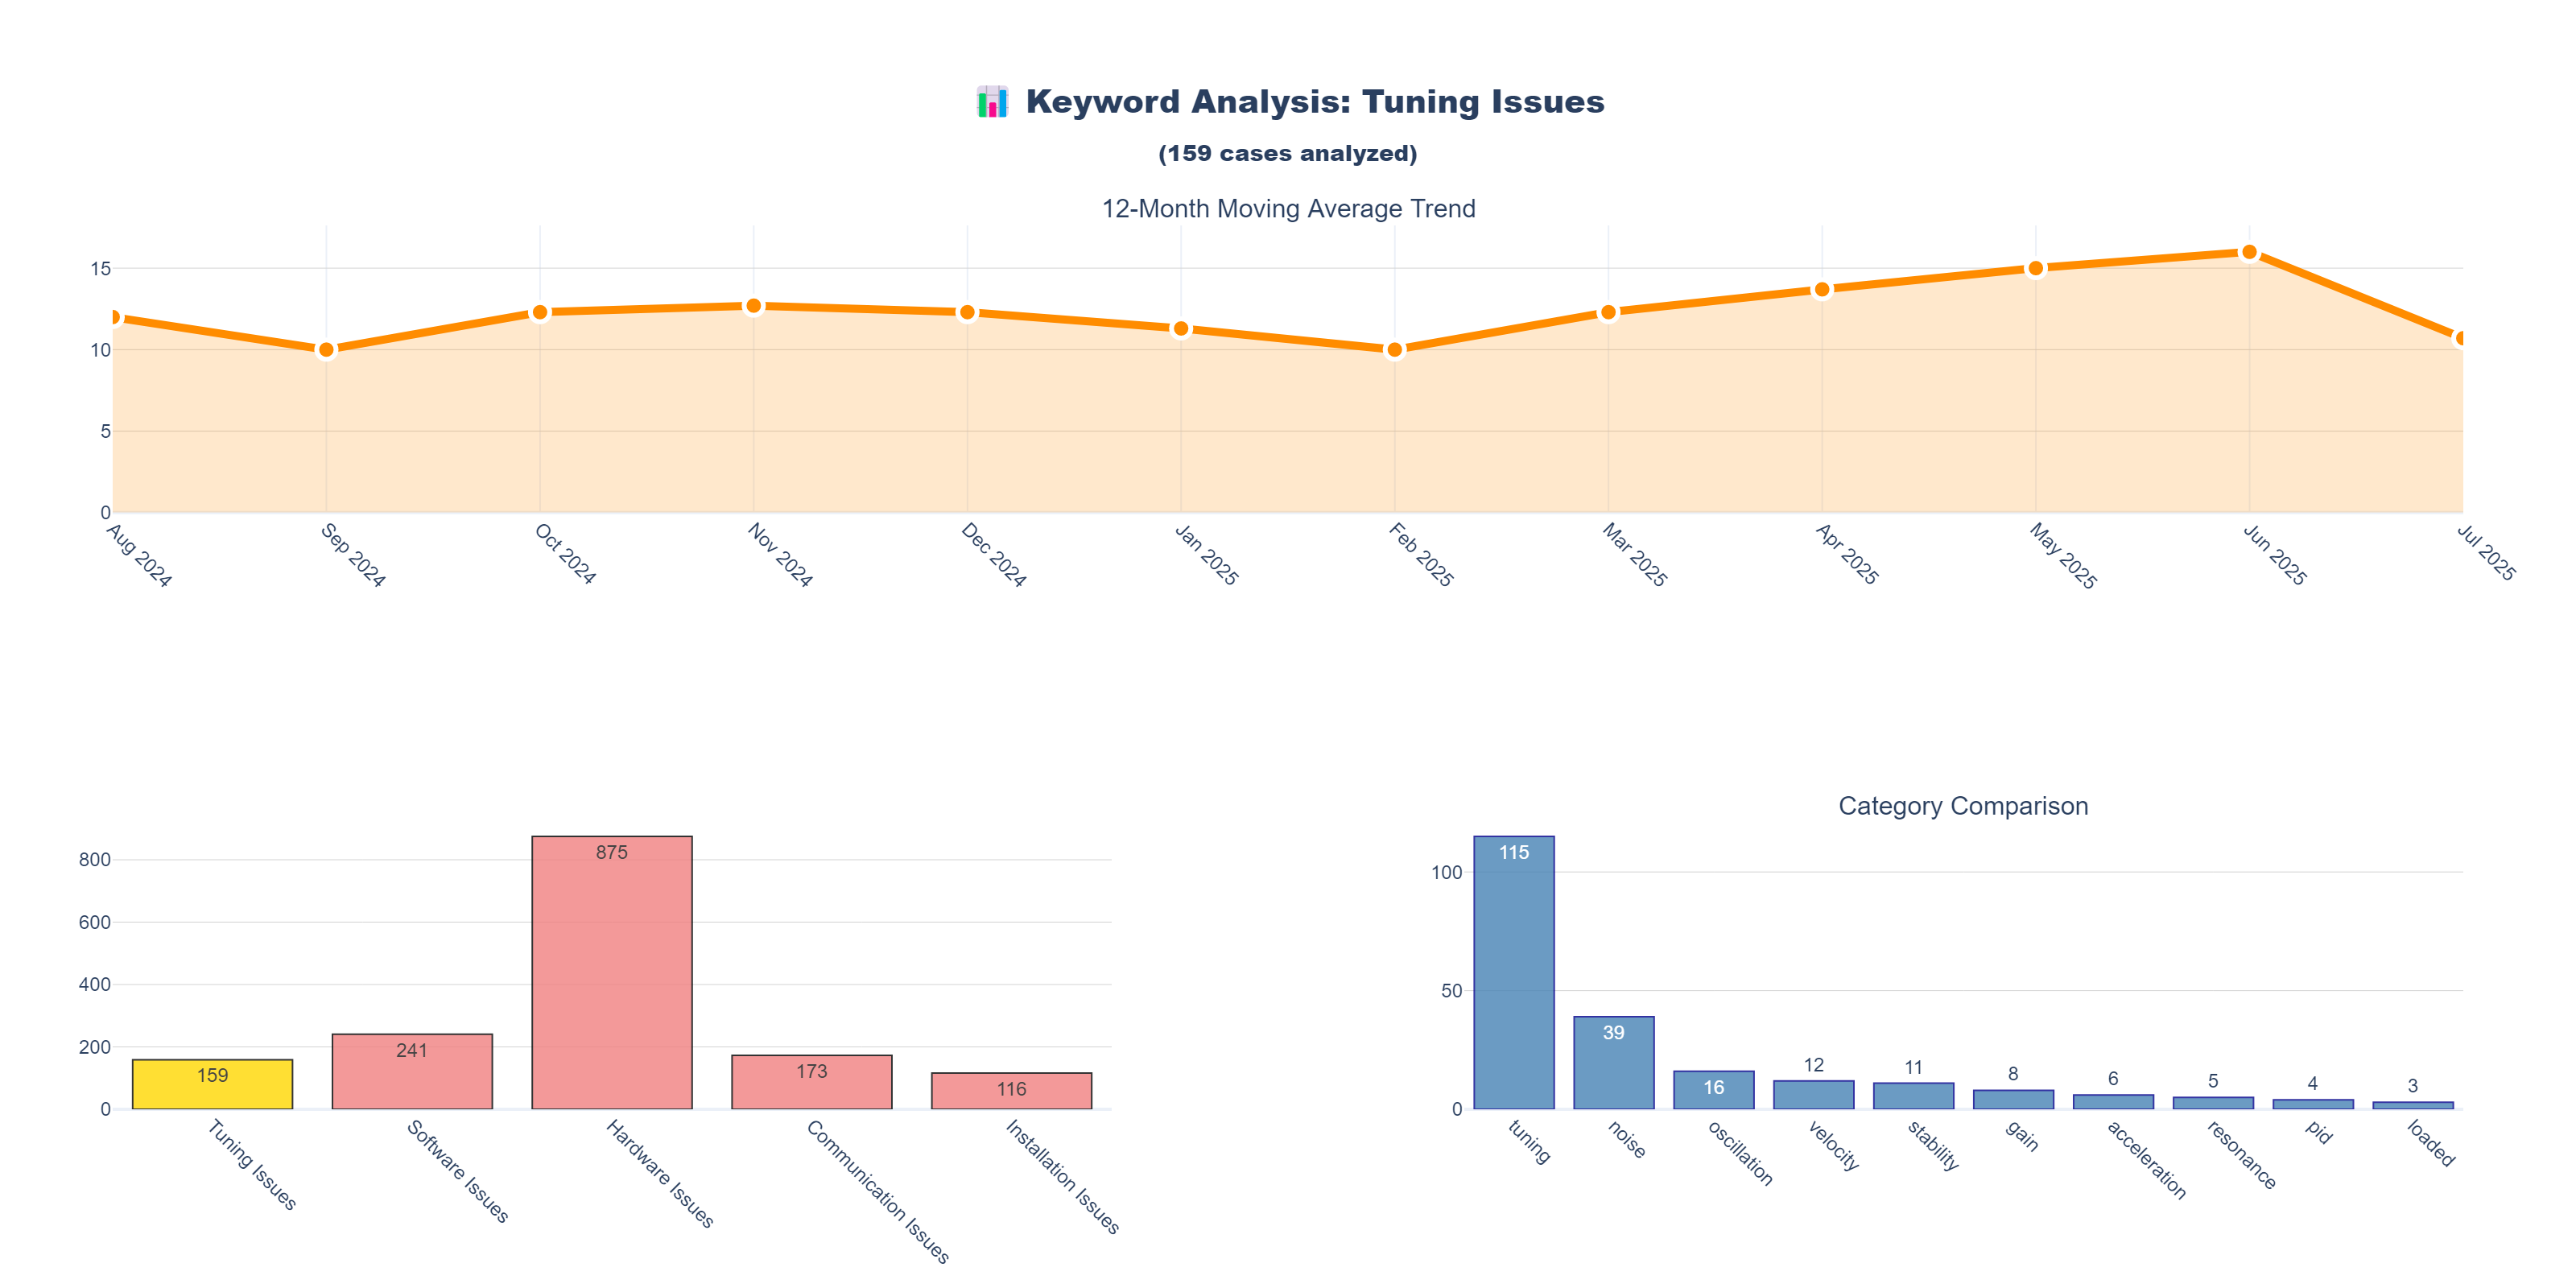 📊 Keyword Analysis: Tuning Issues
(159 cases analyzed)
12-Month Moving Average Trend
15
10
5
0
Aug 2024
Sep 2024
Oct 2024
Nov 2024
Dec 2024
Jan 2025
Feb 2025
Mar 2025
Apr 2025
May 2025
Jun 2025
Jul 2025
800
600
400
200
0
159
241
875
173
116
Tuning Issues
Software Issues
Hardware Issues
Communication Issues
Installation Issues
Category Comparison
100
50
0
115
39
16
12
11
8
6
5
4
3
tuning
noise
oscillation
velocity
stability
gain
acceleration
resonance
pid
loaded